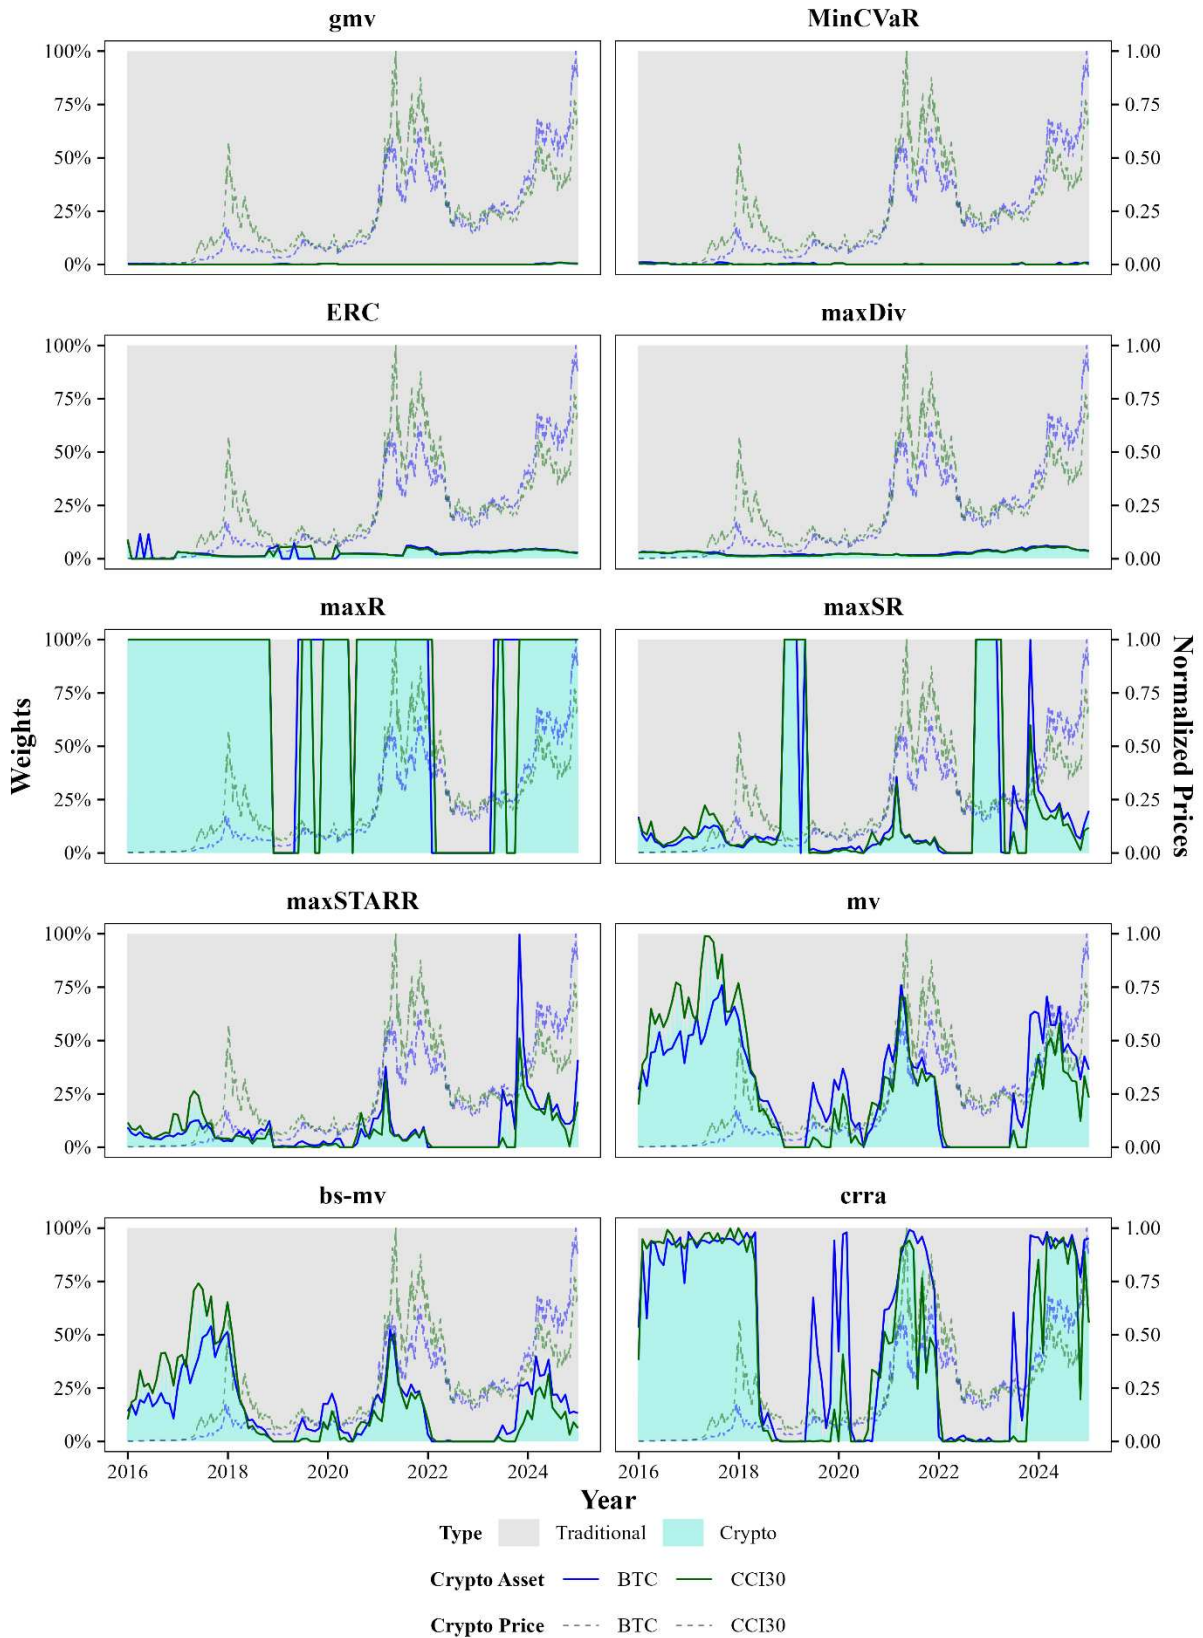 gmv MinCVaR
100% 1.00
75% 0.75
50% 0.50
25% 0.25
0% 0.00
ERC maxDiv
100% 1.00
75% 0.75
50% 0.50
25% 0.25
0% 0.00
maxR maxSR
100% 1.00
75% 0.75
50% 0.50
25% 0.25
0% 0.00
Weights
Normalized Prices
maxSTARR mv
100% 1.00
75% 0.75
50% 0.50
25% 0.25
0% 0.00
bs-mv crra
100% 1.00
75% 0.75
50% 0.50
25% 0.25
0% 0.00
2016 2018 2020 2022 2024 2016 2018 2020 2022 2024
Year
Type Traditional Crypto
Crypto Asset BTC CCI30
Crypto Price BTC CCI30